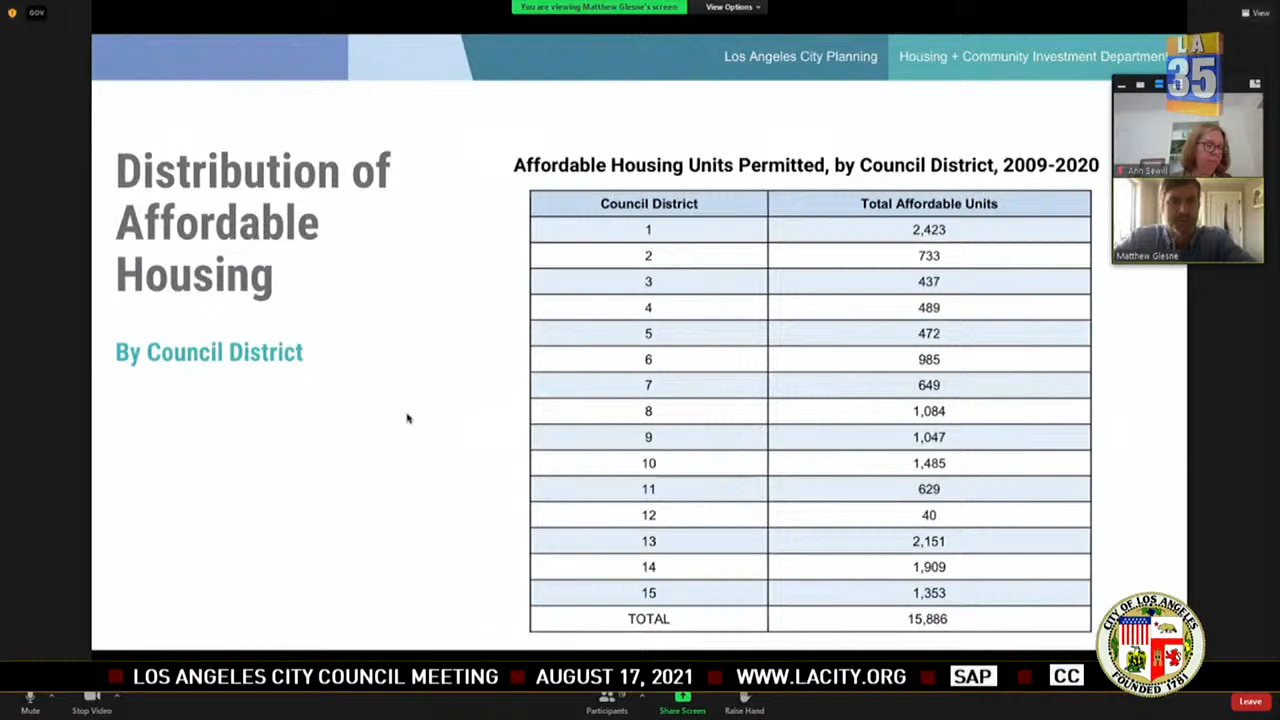 GOV
You are viewing Matthew Glesne's screen
View Options
View
Los Angeles City Planning
Housing + Community Investment Department
LA
35
Ann Sewill
Matthew Glesne
Distribution of
Affordable
Housing
By Council District
Affordable Housing Units Permitted, by Council District, 2009-2020
Council District Total Affordable Units
1 2,423
2 733
3 437
4 489
5 472
6 985
7 649
8 1,084
9 1,047
10 1,485
11 629
12 40
13 2,151
14 1,909
15 1,353
TOTAL 15,886
CITY OF LOS ANGELES
FOUNDED 1781
LOS ANGELES CITY COUNCIL MEETING AUGUST 17, 2021 WWW.LACITY.ORG SAP CC
Mute
Stop Video
Participants
19
Share Screen
Raise Hand
Leave